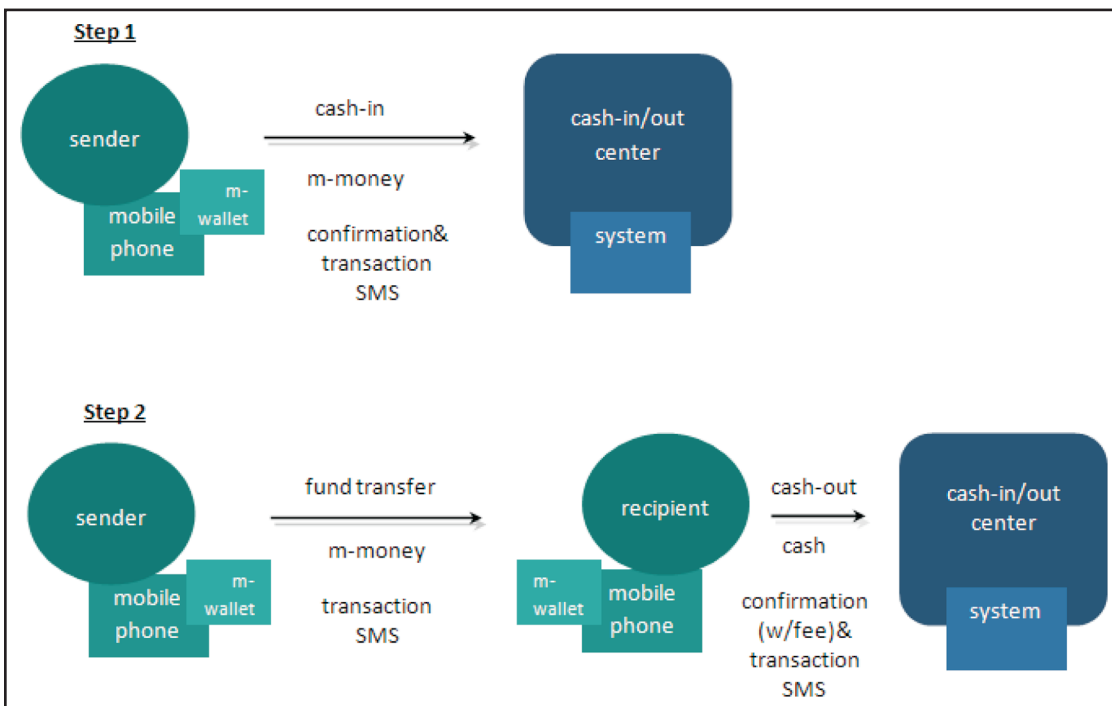 Step 1
sender
mobile
phone
m-
wallet
cash-in
m-money
confirmation&
transaction
SMS
cash-in/out
center
system
Step 2
sender
mobile
phone
m-
wallet
fund transfer
m-money
transaction
SMS
recipient
m-
wallet
mobile
phone
cash-out
cash
confirmation
(w/fee)&
transaction
SMS
cash-in/out
center
system